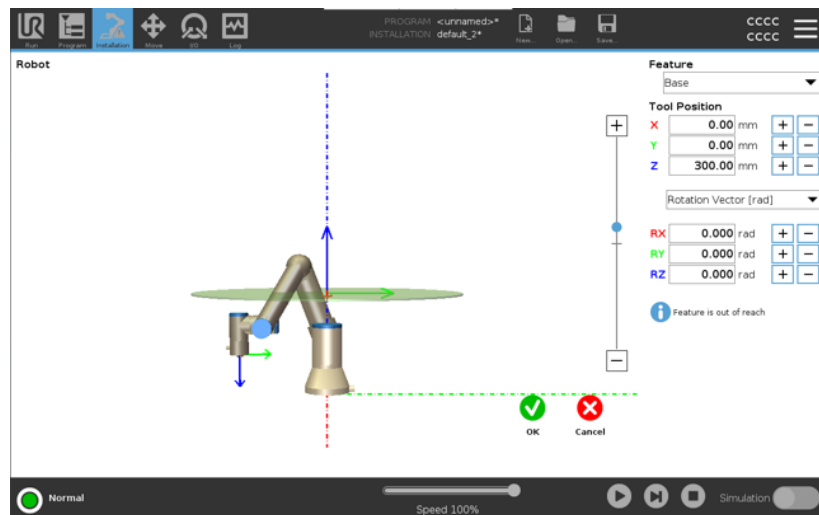 PROGRAM <unnamed>*
INSTALLATION default_2*
CCCC
CCCC
Run Program Installation Move I/O Log New... Open... Save...
Robot
Feature
Base
Tool Position
X 0.00 mm + −
Y 0.00 mm + −
Z 300.00 mm + −
Rotation Vector [rad]
RX 0.000 rad + −
RY 0.000 rad + −
RZ 0.000 rad + −
Feature is out of reach
OK Cancel
Normal
Speed 100%
Simulation